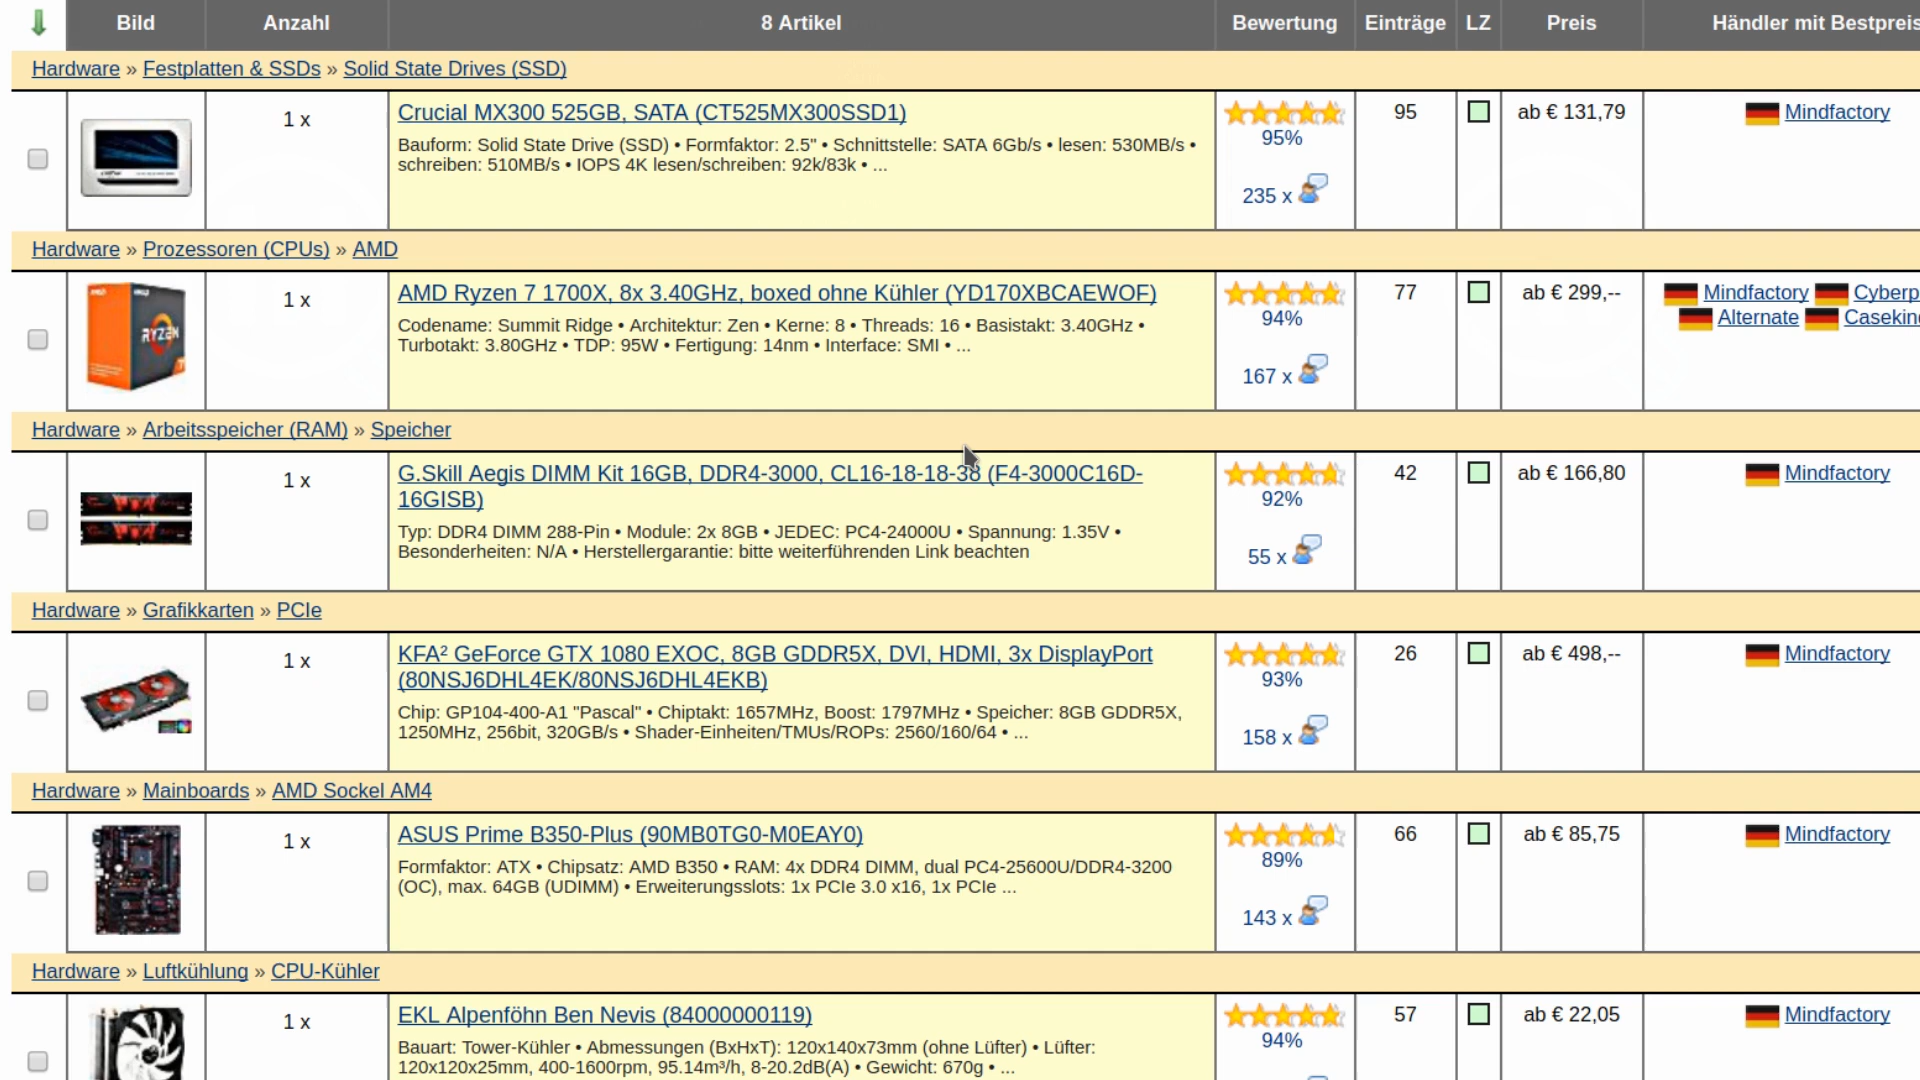 Bild Anzahl 8 Artikel Bewertung Einträge LZ Preis Händler mit Bestpreis
Hardware » Festplatten & SSDs » Solid State Drives (SSD)
1 x Crucial MX300 525GB, SATA (CT525MX300SSD1) 95 ab € 131,79 Mindfactory
95%
Bauform: Solid State Drive (SSD) • Formfaktor: 2.5" • Schnittstelle: SATA 6Gb/s • lesen: 530MB/s •
schreiben: 510MB/s • IOPS 4K lesen/schreiben: 92k/83k • ...
235 x
Hardware » Prozessoren (CPUs) » AMD
1 x AMD Ryzen 7 1700X, 8x 3.40GHz, boxed ohne Kühler (YD170XBCAEWOF) 77 ab € 299,-- Mindfactory Cyberp
94% Alternate Casekin
Codename: Summit Ridge • Architektur: Zen • Kerne: 8 • Threads: 16 • Basistakt: 3.40GHz •
Turbotakt: 3.80GHz • TDP: 95W • Fertigung: 14nm • Interface: SMI • ...
167 x
RYZEN
Hardware » Arbeitsspeicher (RAM) » Speicher
1 x G.Skill Aegis DIMM Kit 16GB, DDR4-3000, CL16-18-18-38 (F4-3000C16D- 42 ab € 166,80 Mindfactory
16GISB) 92%
Typ: DDR4 DIMM 288-Pin • Module: 2x 8GB • JEDEC: PC4-24000U • Spannung: 1.35V •
Besonderheiten: N/A • Herstellergarantie: bitte weiterführenden Link beachten
55 x
Hardware » Grafikkarten » PCIe
1 x KFA² GeForce GTX 1080 EXOC, 8GB GDDR5X, DVI, HDMI, 3x DisplayPort 26 ab € 498,-- Mindfactory
(80NSJ6DHL4EK/80NSJ6DHL4EKB) 93%
Chip: GP104-400-A1 "Pascal" • Chiptakt: 1657MHz, Boost: 1797MHz • Speicher: 8GB GDDR5X,
1250MHz, 256bit, 320GB/s • Shader-Einheiten/TMUs/ROPs: 2560/160/64 • ...
158 x
Hardware » Mainboards » AMD Sockel AM4
1 x ASUS Prime B350-Plus (90MB0TG0-M0EAY0) 66 ab € 85,75 Mindfactory
89%
Formfaktor: ATX • Chipsatz: AMD B350 • RAM: 4x DDR4 DIMM, dual PC4-25600U/DDR4-3200
(OC), max. 64GB (UDIMM) • Erweiterungsslots: 1x PCIe 3.0 x16, 1x PCIe ...
143 x
Hardware » Luftkühlung » CPU-Kühler
1 x EKL Alpenföhn Ben Nevis (84000000119) 57 ab € 22,05 Mindfactory
94%
Bauart: Tower-Kühler • Abmessungen (BxHxT): 120x140x73mm (ohne Lüfter) • Lüfter:
120x120x25mm, 400-1600rpm, 95.14m³/h, 8-20.2dB(A) • Gewicht: 670g • ...